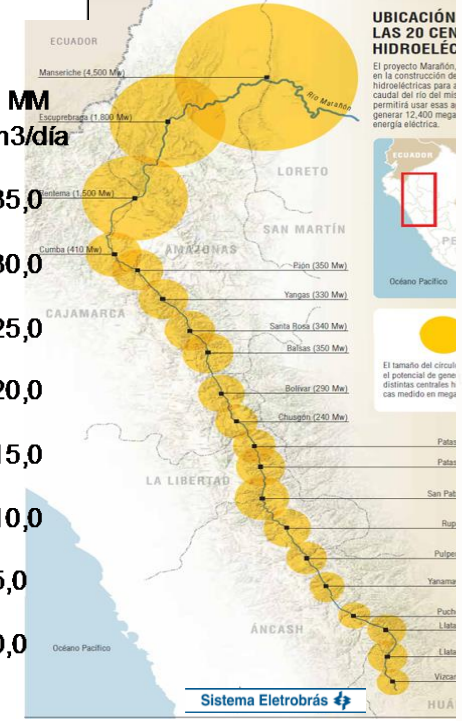 UBICACIÓN
LAS 20 CEN
HIDROELÉC
El proyecto Marañón,
en la construcción de
hidroeléctricas para a
caudal del río del mis
permitirá usar esas a
generar 12,400 mega
energía eléctrica.
ECUADOR
Manseriche (4,500 Mw)
Río Marañón
MM
m3/día
Escuprebraga (1,800 Mw)
ECUADOR
LORETO
35,0
Rentema (1,500 Mw)
SAN MARTÍN
PE
30,0
Cumba (410 Mw)
AMAZONAS
Pión (350 Mw)
Océano Pacífico
Yangas (330 Mw)
CAJAMARCA
25,0
Santa Rosa (340 Mw)
Balsas (350 Mw)
El tamaño del círculo
el potencial de gene
distintas centrales hi
cas medido en mega
20,0
Bolívar (290 Mw)
Chusgón (240 Mw)
Patas
15,0
Patas
LA LIBERTAD
San Pab
10,0
Rup
Pulper
5,0
Yanamay
Puch
ÁNCASH
Llata
0,0
Océano Pacífico
Llata
Vizcar
Sistema Eletrobrás
HUÁ